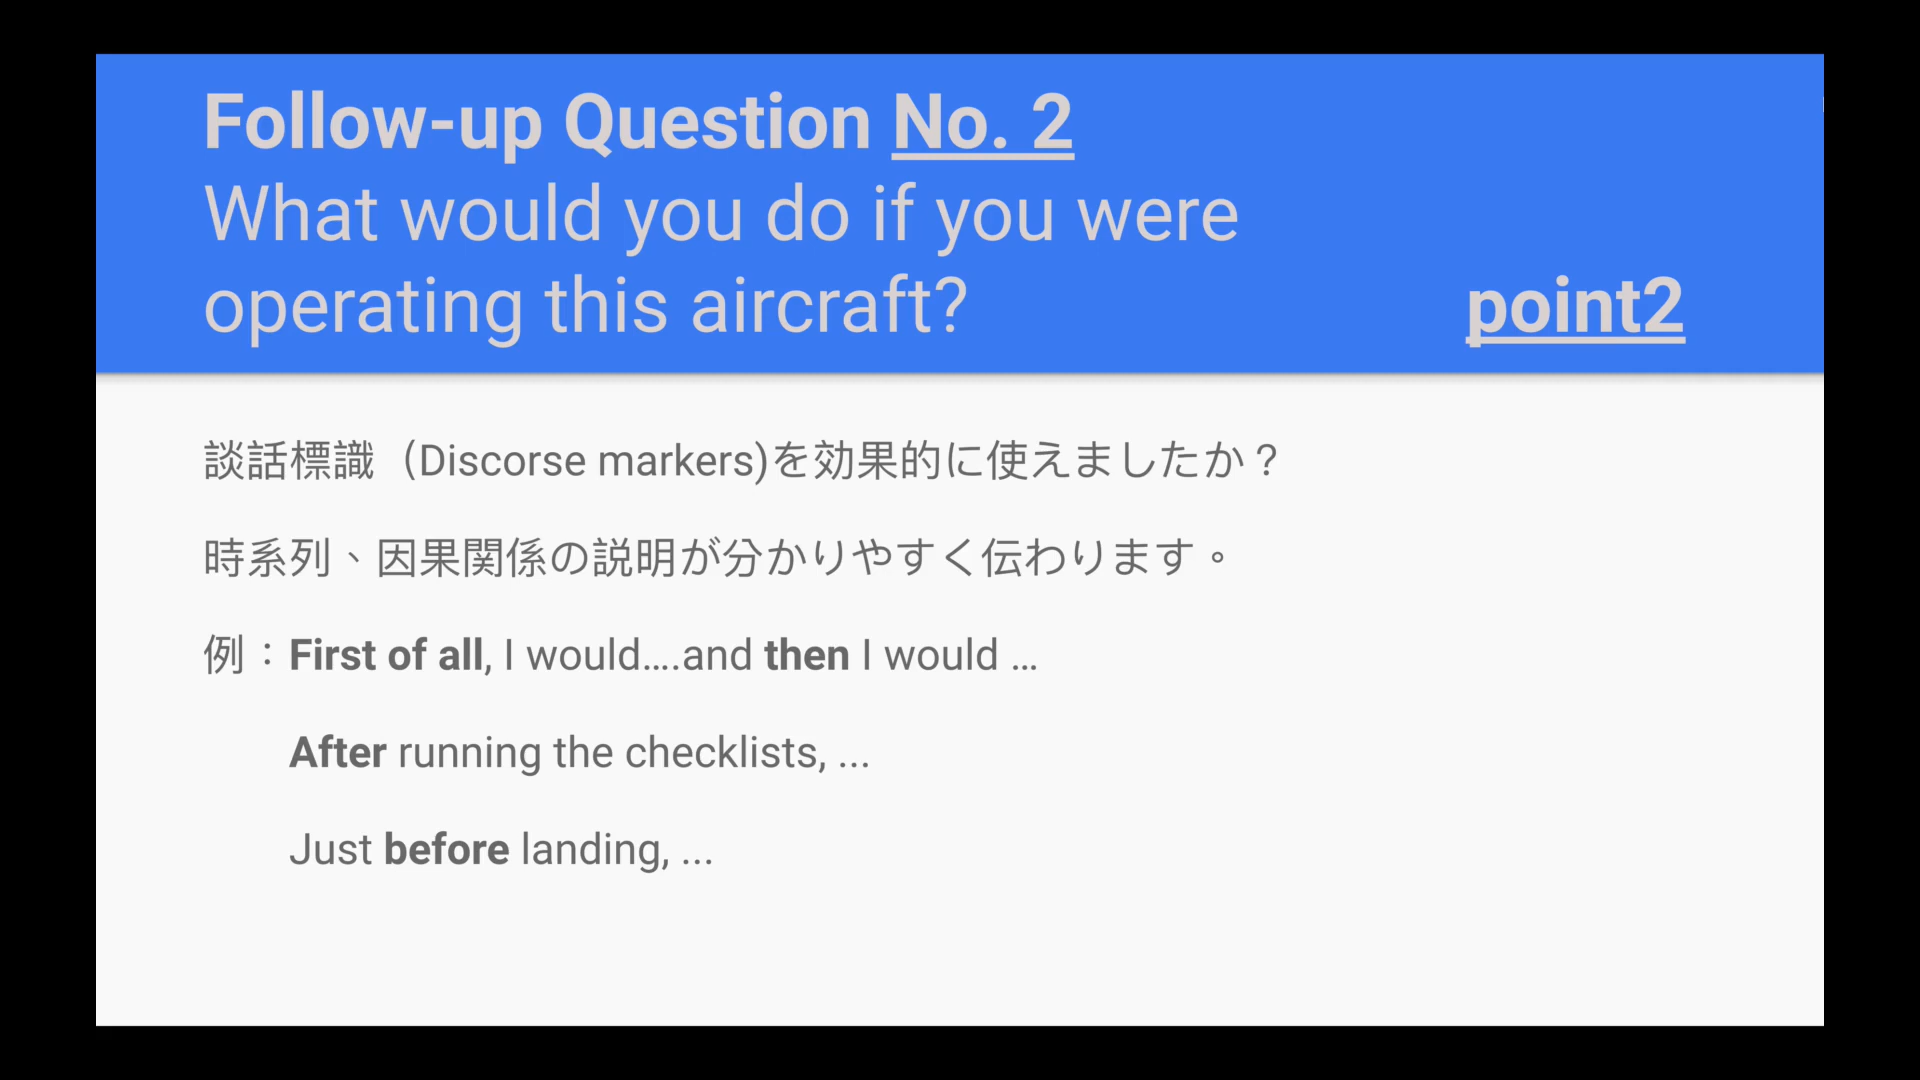 Follow-up Question No. 2
What would you do if you were
operating this aircraft?
point2
談話標識（Discorse markers)を効果的に使えましたか？
時系列、因果関係の説明が分かりやすく伝わります。
例：First of all, I would....and then I would ...
After running the checklists, ...
Just before landing, ...